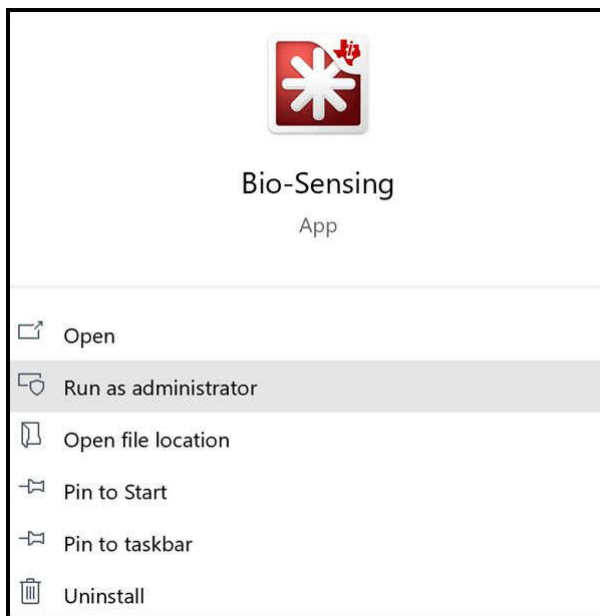 Bio-Sensing
App
Open
Run as administrator
Open file location
Pin to Start
Pin to taskbar
Uninstall